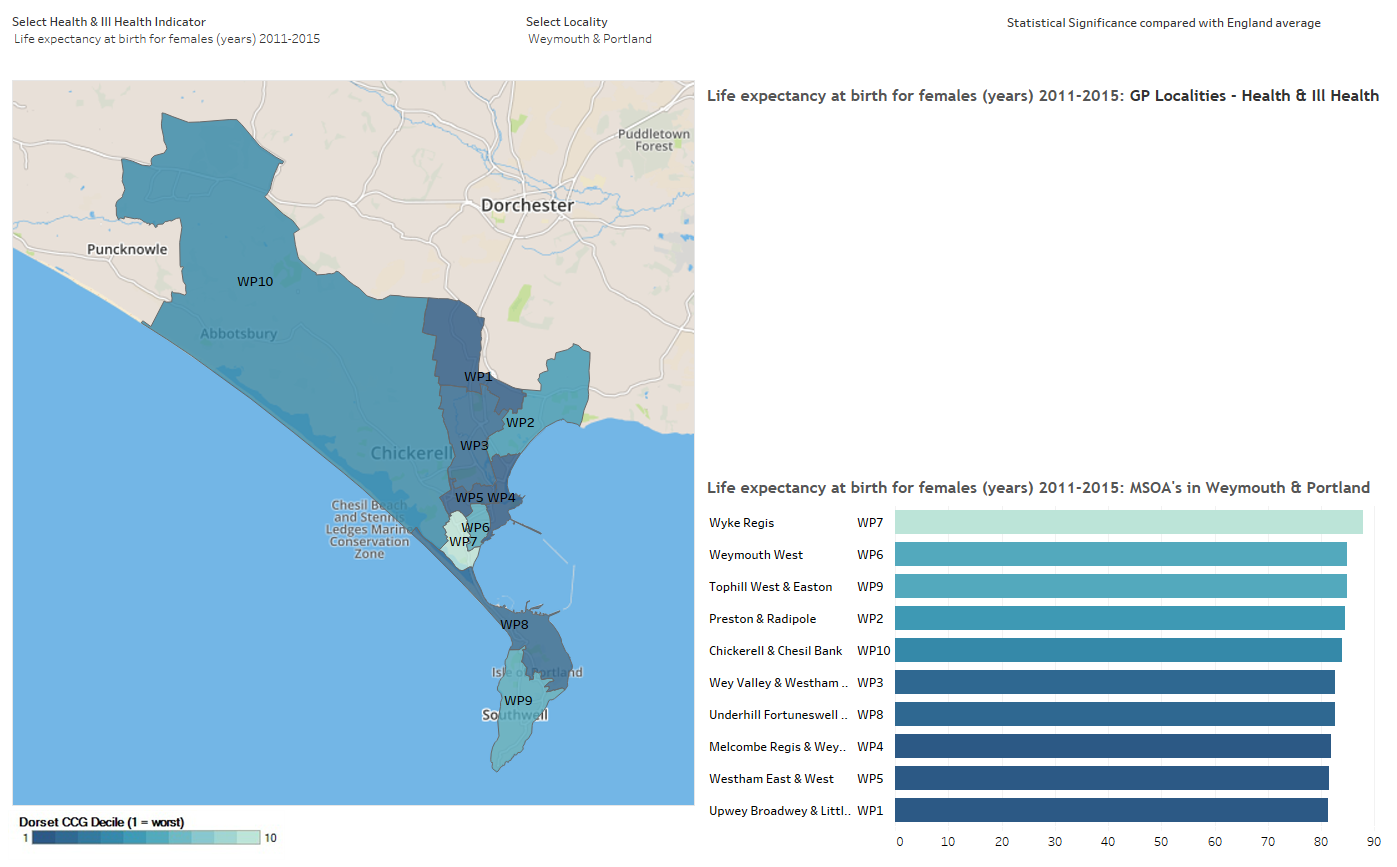 Select Health & Ill Health Indicator
Life expectancy at birth for females (years) 2011-2015
Select Locality
Weymouth & Portland
Statistical Significance compared with England average
Puddletown
Forest
Dorchester
Puncknowle
WP10
Abbotsbury
WP1
WP2
WP3
Chickerell
WP5
WP4
Chesil Beach
and Stennis
Ledges Marine
Conservation
Zone
WP6
WP7
WP8
Isle of Portland
WP9
Southwell
Dorset CCG Decile (1 = worst)
1
10
Life expectancy at birth for females (years) 2011-2015: GP Localities - Health & Ill Health
Life expectancy at birth for females (years) 2011-2015: MSOA's in Weymouth & Portland
Wyke Regis WP7
Weymouth West WP6
Tophill West & Easton WP9
Preston & Radipole WP2
Chickerell & Chesil Bank WP10
Wey Valley & Westham .. WP3
Underhill Fortuneswell .. WP8
Melcombe Regis & Wey.. WP4
Westham East & West WP5
Upwey Broadwey & Littl.. WP1
0 10 20 30 40 50 60 70 80 90